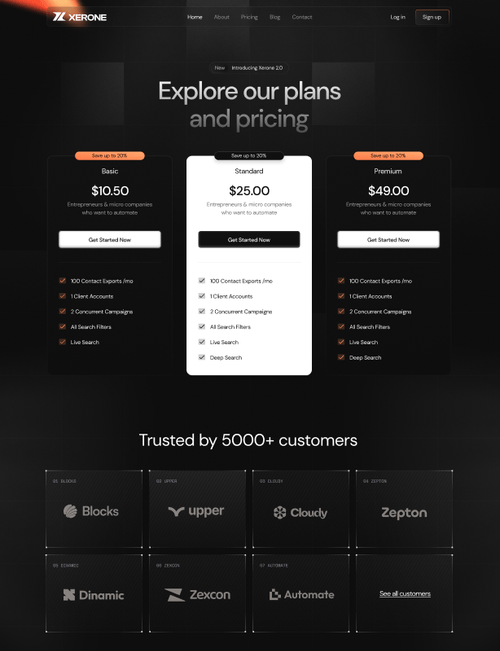 XERONE
Home About Pricing Blog Contact
Log in Sign up
New Introducing Xerone 2.0
Explore our plans
and pricing
Save up to 20%
Basic
$10.50
Entrepreneurs & micro companies
who want to automate
Get Started Now
100 Contact Exports /mo
1 Client Accounts
2 Concurrent Campaigns
All Search Filters
Live Search
Save up to 30%
Standard
$25.00
Entrepreneurs & micro companies
who want to automate
Get Started Now
100 Contact Exports /mo
1 Client Accounts
2 Concurrent Campaigns
All Search Filters
Live Search
Deep Search
Save up to 20%
Premium
$49.00
Entrepreneurs & micro companies
who want to automate
Get Started Now
100 Contact Exports /mo
1 Client Accounts
2 Concurrent Campaigns
All Search Filters
Live Search
Deep Search
Trusted by 5000+ customers
01 BLOCKS
Blocks
02 UPPER
upper
03 CLOUDY
Cloudy
04 ZEPTON
Zepton
05 DINAMIC
Dinamic
06 ZEXCON
Zexcon
07 AUTOMATE
Automate
See all customers